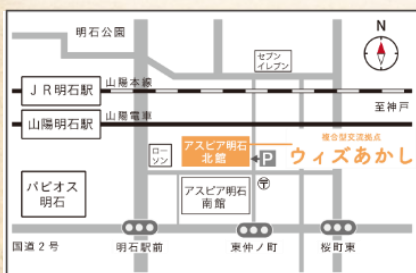 明石公園
N
セブン
イレブン
山陽本線
JR明石駅
至神戸
山陽電車
山陽明石駅
ロー
ソン
アスピア明石
北館
P
複合型交流拠点
ウィズあかし
パピオス
明石
アスピア明石
南館
〒
国道2号
明石駅前
東仲ノ町
桜町東